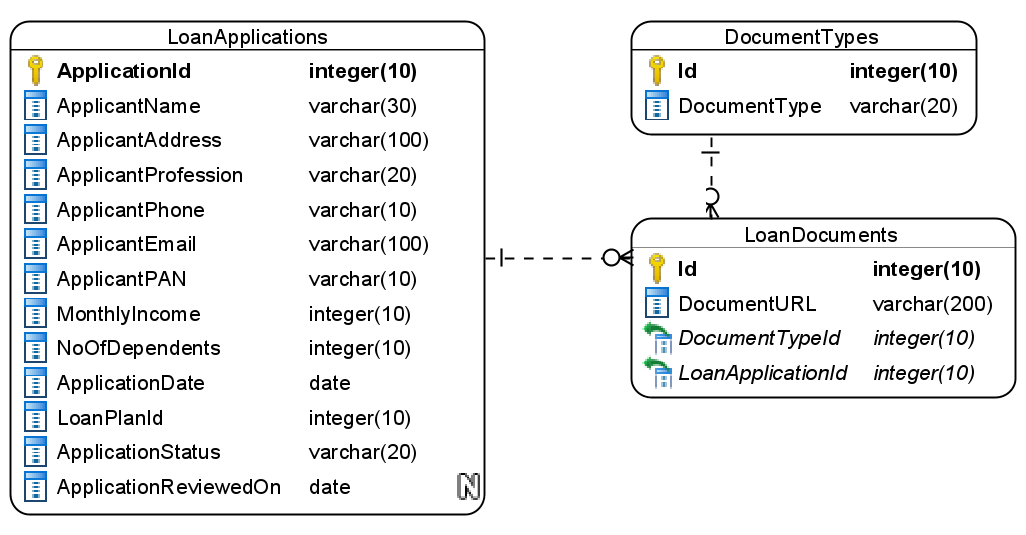 LoanApplications
ApplicationId integer(10)
ApplicantName varchar(30)
ApplicantAddress varchar(100)
ApplicantProfession varchar(20)
ApplicantPhone varchar(10)
ApplicantEmail varchar(100)
ApplicantPAN varchar(10)
MonthlyIncome integer(10)
NoOfDependents integer(10)
ApplicationDate date
LoanPlanId integer(10)
ApplicationStatus varchar(20)
ApplicationReviewedOn date N
DocumentTypes
Id integer(10)
DocumentType varchar(20)
LoanDocuments
Id integer(10)
DocumentURL varchar(200)
DocumentTypeId integer(10)
LoanApplicationId integer(10)